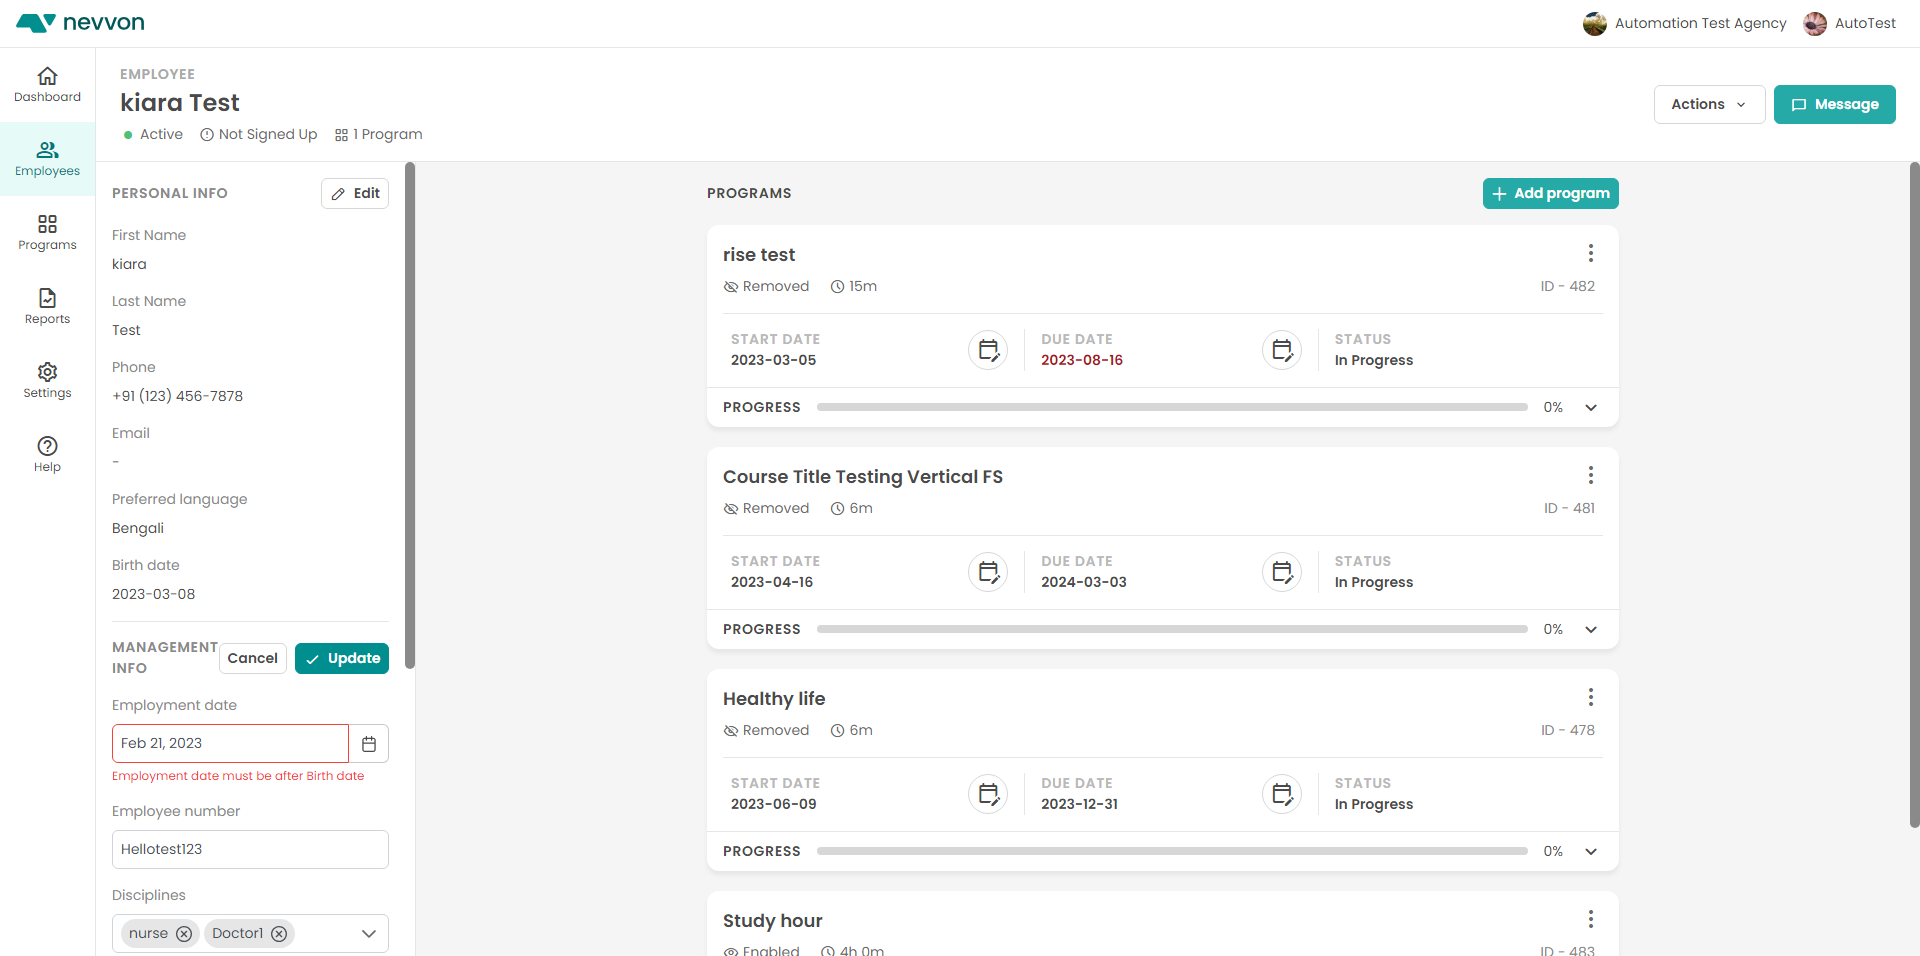 nevvon
Automation Test Agency
AutoTest
Dashboard
Employees
Programs
Reports
Settings
Help
EMPLOYEE
kiara Test
Active
Not Signed Up
1 Program
Actions
Message
PERSONAL INFO
Edit
First Name
kiara
Last Name
Test
Phone
+91 (123) 456-7878
Email
-
Preferred language
Bengali
Birth date
2023-03-08
MANAGEMENT
INFO
Cancel
Update
Employment date
Feb 21, 2023
Employment date must be after Birth date
Employee number
Hellotest123
Disciplines
nurse
Doctor1
PROGRAMS
Add program
rise test
Removed
15m
ID - 482
START DATE
2023-03-05
DUE DATE
2023-08-16
STATUS
In Progress
PROGRESS
0%
Course Title Testing Vertical FS
Removed
6m
ID - 481
START DATE
2023-04-16
DUE DATE
2024-03-03
STATUS
In Progress
PROGRESS
0%
Healthy life
Removed
6m
ID - 478
START DATE
2023-06-09
DUE DATE
2023-12-31
STATUS
In Progress
PROGRESS
0%
Study hour
Enabled
4h 0m
ID - 483